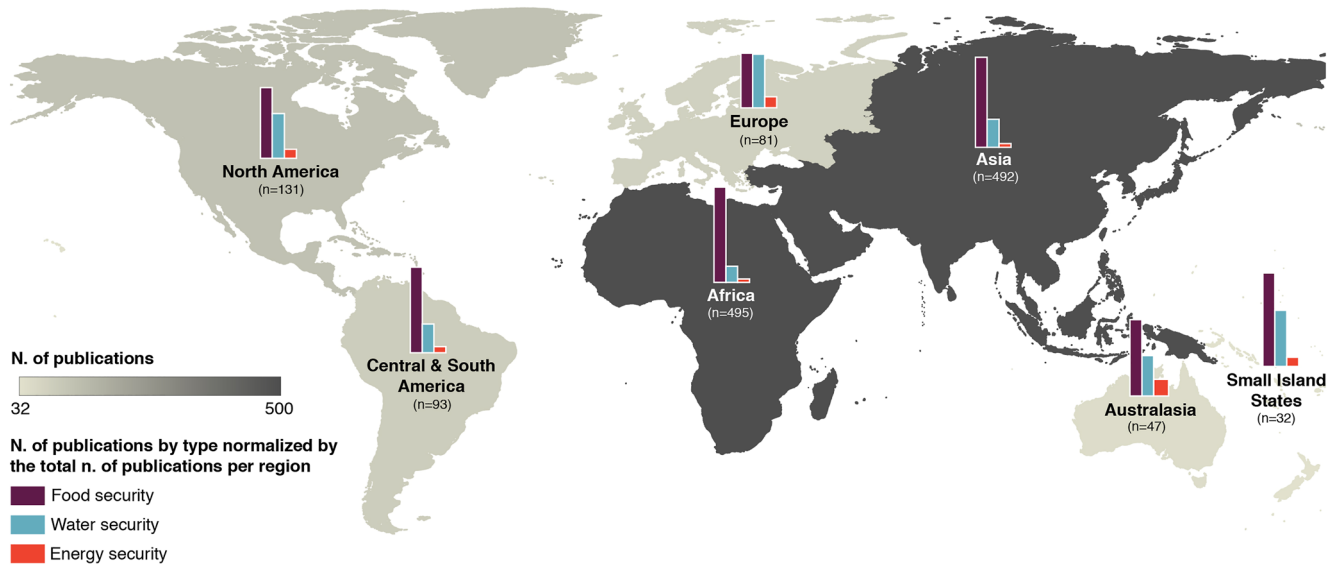 Europe
(n=81)
Asia
(n=492)
North America
(n=131)
Africa
(n=495)
Central & South
America
(n=93)
Small Island
States
(n=32)
Australasia
(n=47)
N. of publications
32 500
N. of publications by type normalized by
the total n. of publications per region
Food security
Water security
Energy security